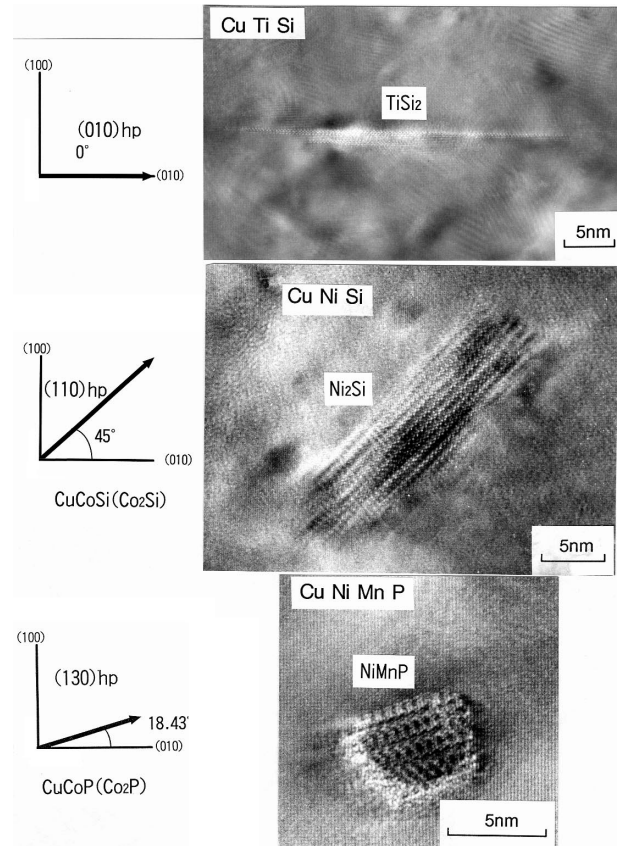 Cu Ti Si
(100)
TiSi₂
(010)hp
0°
(010)
5nm
Cu Ni Si
(100)
(110)hp
Ni₂Si
45°
(010)
CuCoSi(Co₂Si)
5nm
Cu Ni Mn P
(100)
(130)hp
NiMnP
18.43°
(010)
CuCoP(Co₂P)
5nm